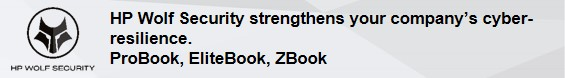 HP WOLF SECURITY
HP Wolf Security strengthens your company’s cyber-
resilience.
ProBook, EliteBook, ZBook